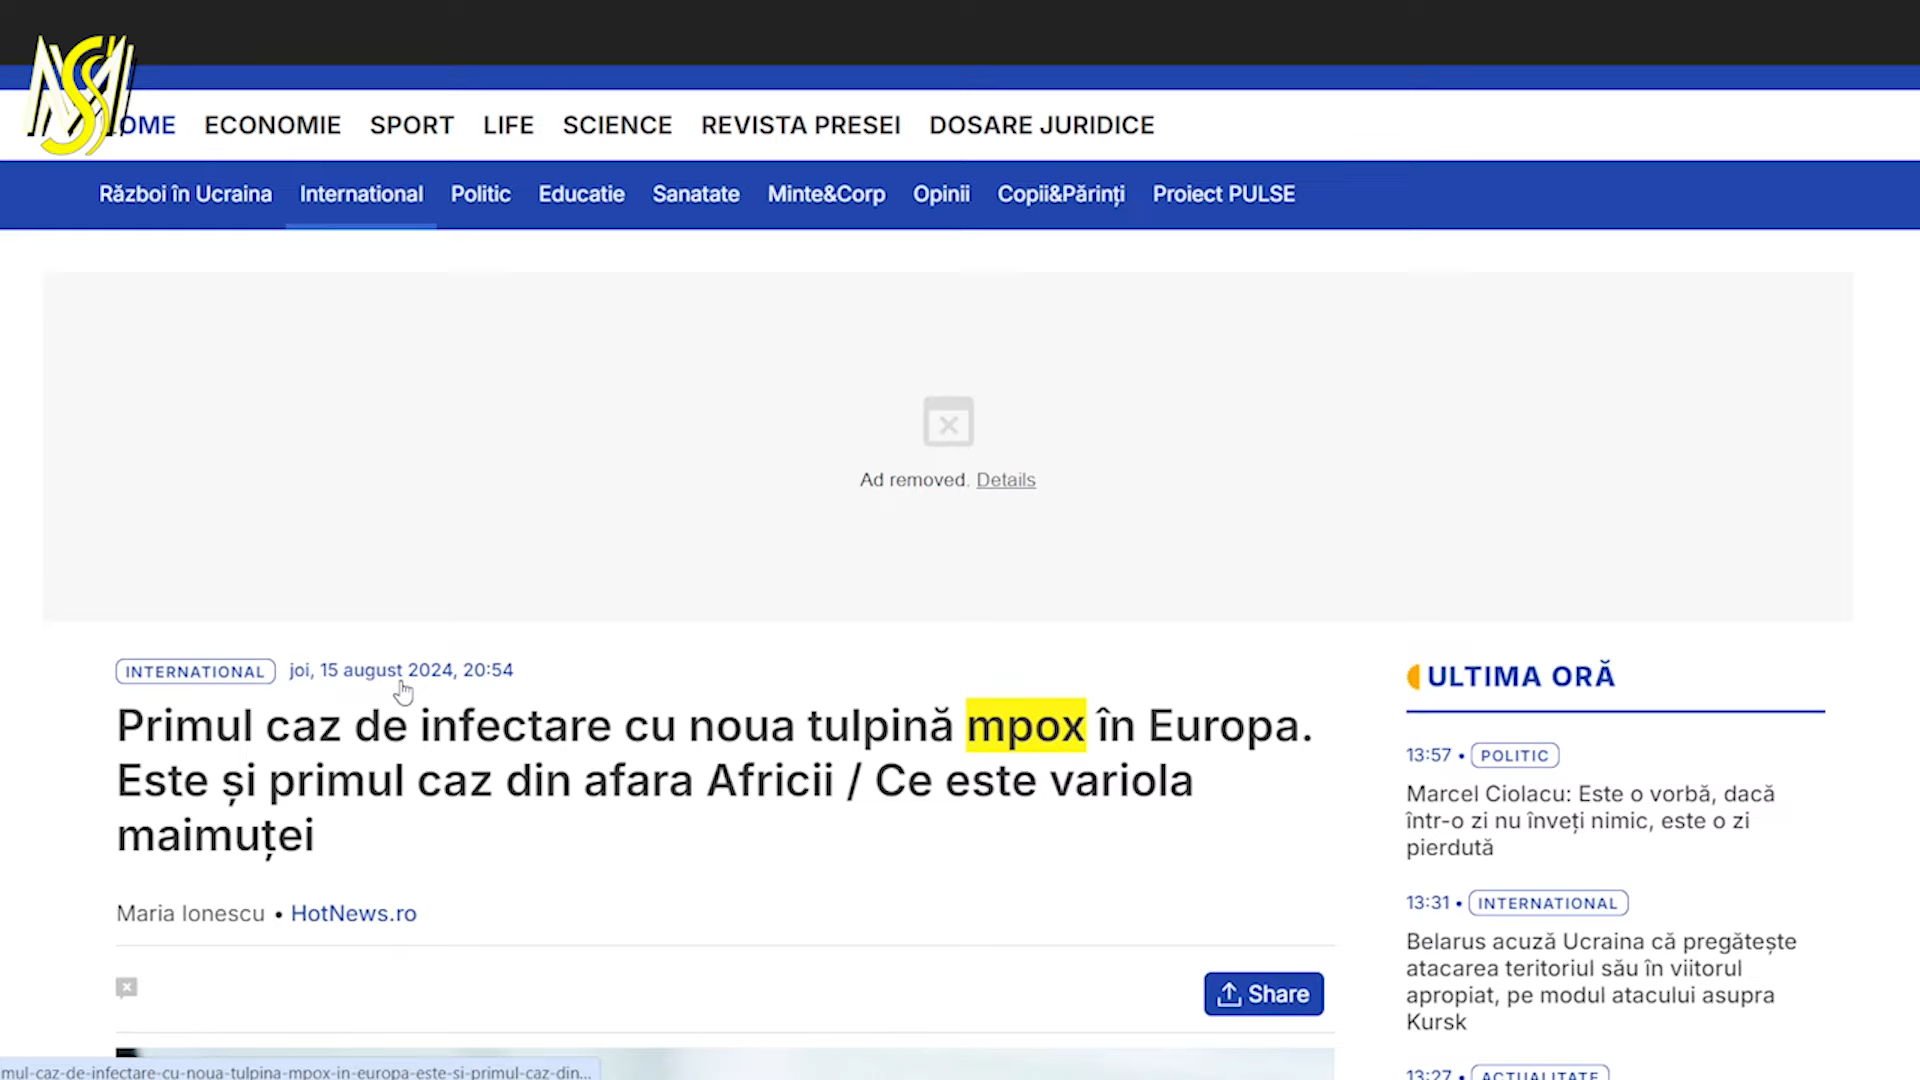 OME ECONOMIE SPORT LIFE SCIENCE REVISTA PRESEI DOSARE JURIDICE
Război în Ucraina International Politic Educatie Sanatate Minte&Corp Opinii Copii&Părinți Proiect PULSE
Ad removed. Details
INTERNATIONAL joi, 15 august 2024, 20:54
Primul caz de infectare cu noua tulpină mpox în Europa.
Este și primul caz din afara Africii / Ce este variola
maimuței
Maria Ionescu • HotNews.ro
Share
ULTIMA ORĂ
13:57 • POLITIC
Marcel Ciolacu: Este o vorbă, dacă
într-o zi nu înveți nimic, este o zi
pierdută
13:31 • INTERNATIONAL
Belarus acuză Ucraina că pregătește
atacarea teritoriul său în viitorul
apropiat, pe modul atacului asupra
Kursk
13:27 • ACTUALITATE
mul-caz-de-infectare-cu-noua-tulpina-mpox-in-europa-este-si-primul-caz-din...